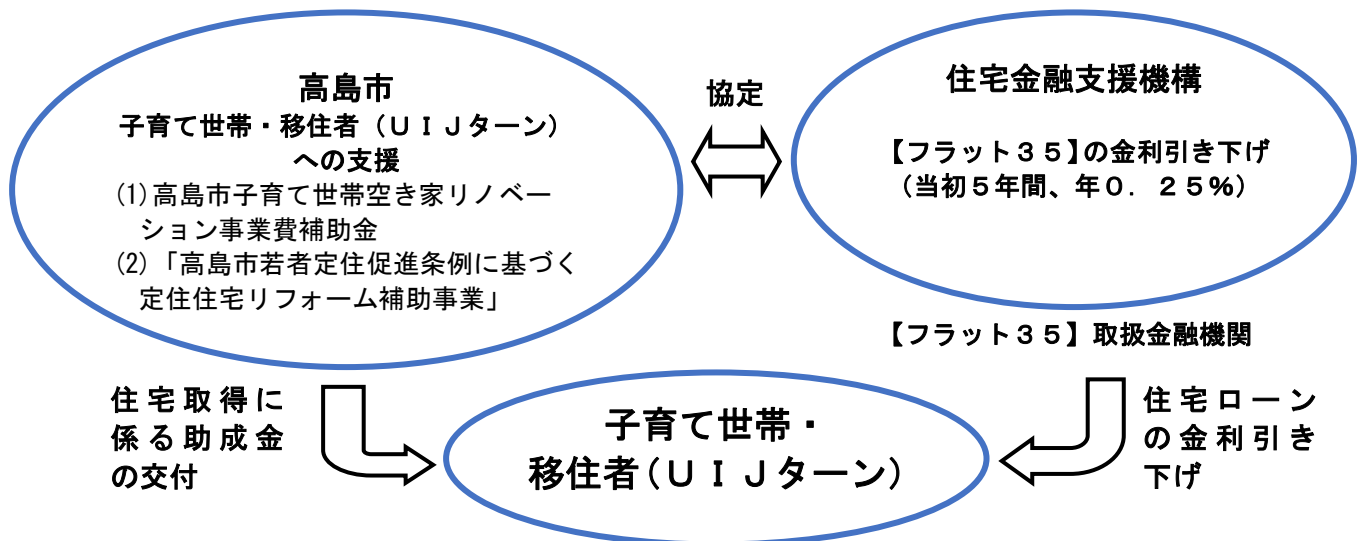 高島市
子育て世帯・移住者（ＵＩＪターン）
への支援
(1)高島市子育て世帯空き家リノベー
ション事業費補助金
(2)「高島市若者定住促進条例に基づく
定住住宅リフォーム補助事業」
協定
住宅金融支援機構
【フラット３５】の金利引き下げ
（当初５年間、年０．２５％）
【フラット３５】取扱金融機関
住宅取得に
係る助成金
の交付
子育て世帯・
移住者（ＵＩＪターン）
住宅ローン
の金利引き
下げ